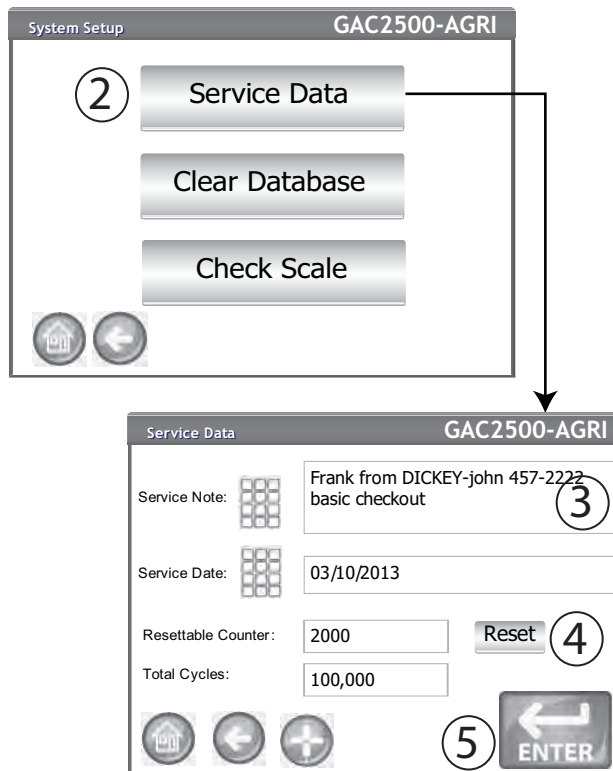 System Setup GAC2500-AGRI
2 Service Data
Clear Database
Check Scale
Service Data GAC2500-AGRI
Service Note: Frank from DICKEY-john 457-2222
basic checkout
3
Service Date: 03/10/2013
Resettable Counter: 2000 Reset 4
Total Cycles: 100,000
5 ENTER